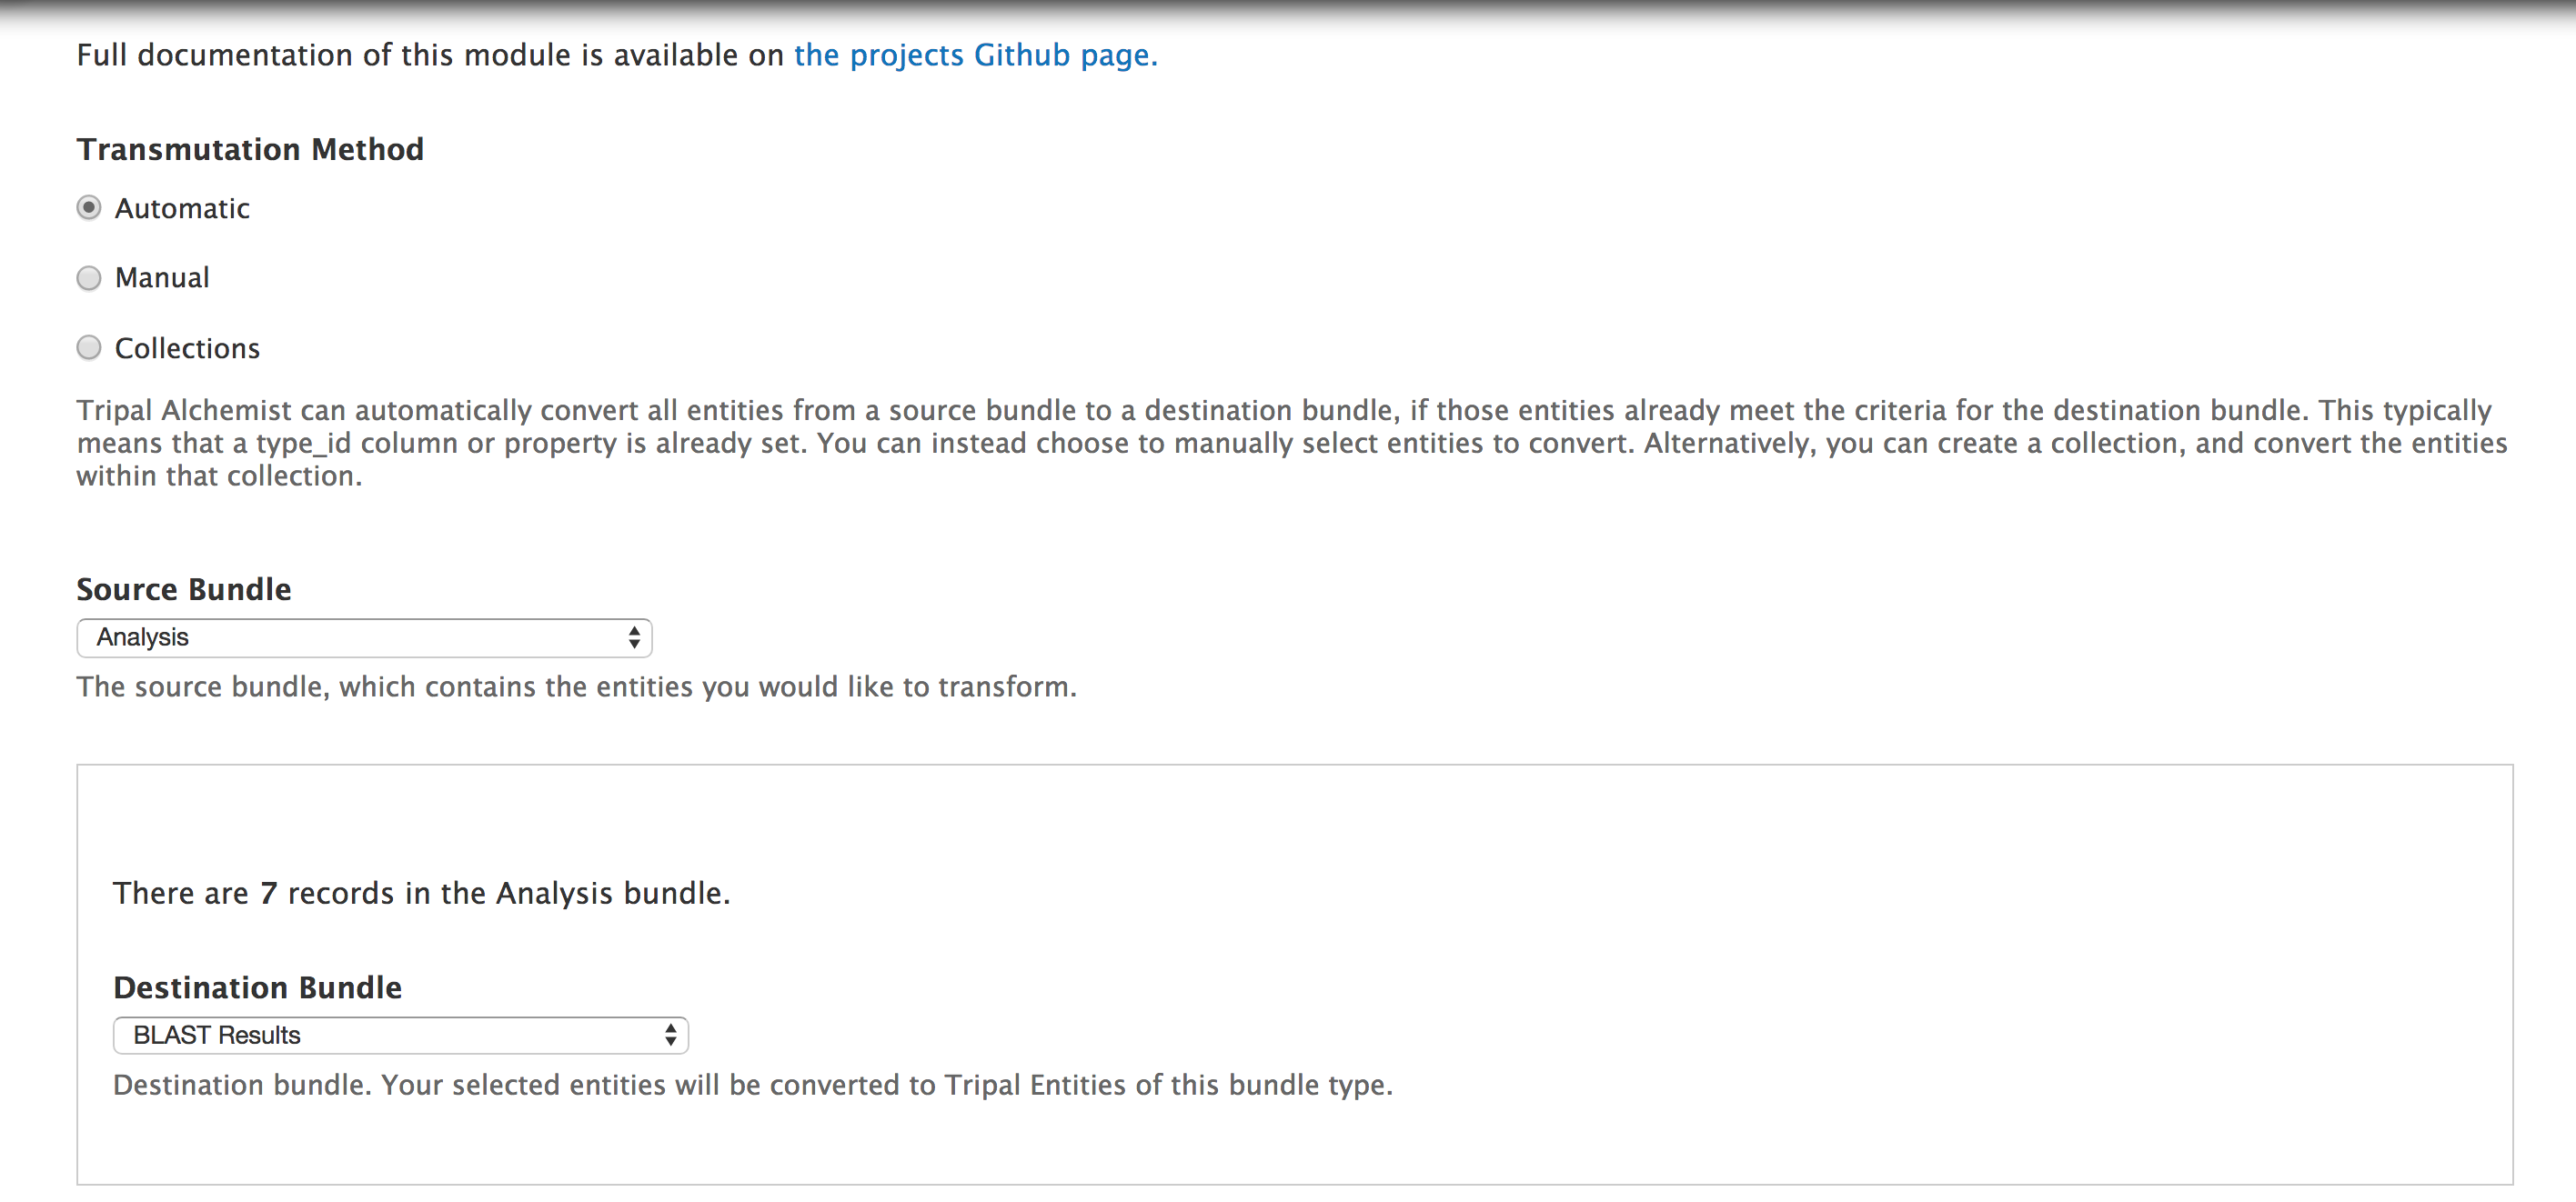 Full documentation of this module is available on the projects Github page.
Transmutation Method
Automatic
Manual
Collections
Tripal Alchemist can automatically convert all entities from a source bundle to a destination bundle, if those entities already meet the criteria for the destination bundle. This typically
means that a type_id column or property is already set. You can instead choose to manually select entities to convert. Alternatively, you can create a collection, and convert the entities
within that collection.
Source Bundle
Analysis
The source bundle, which contains the entities you would like to transform.
There are 7 records in the Analysis bundle.
Destination Bundle
BLAST Results
Destination bundle. Your selected entities will be converted to Tripal Entities of this bundle type.